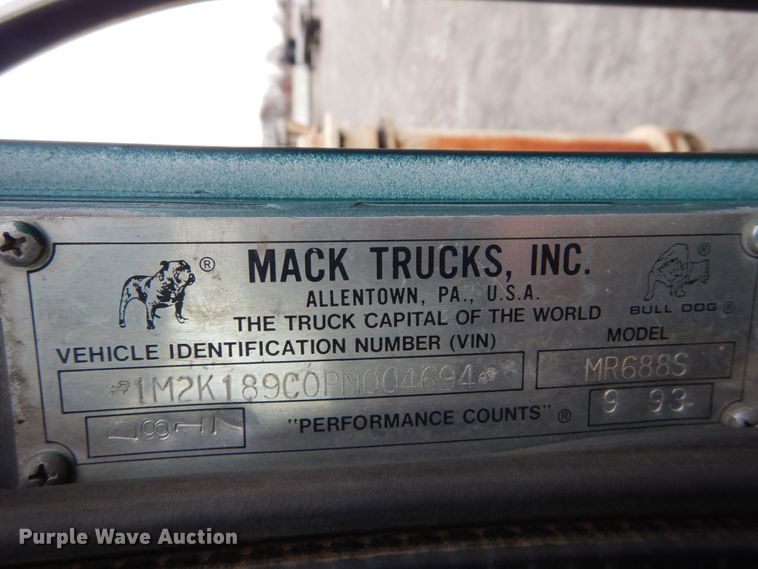 MACK TRUCKS, INC.
ALLENTOWN, PA., U.S.A.
THE TRUCK CAPITAL OF THE WORLD
BULL DOG ®
VEHICLE IDENTIFICATION NUMBER (VIN)
MODEL
1M2K189C0PM004694
MR688S
"PERFORMANCE COUNTS"®
9 93
Purple Wave Auction